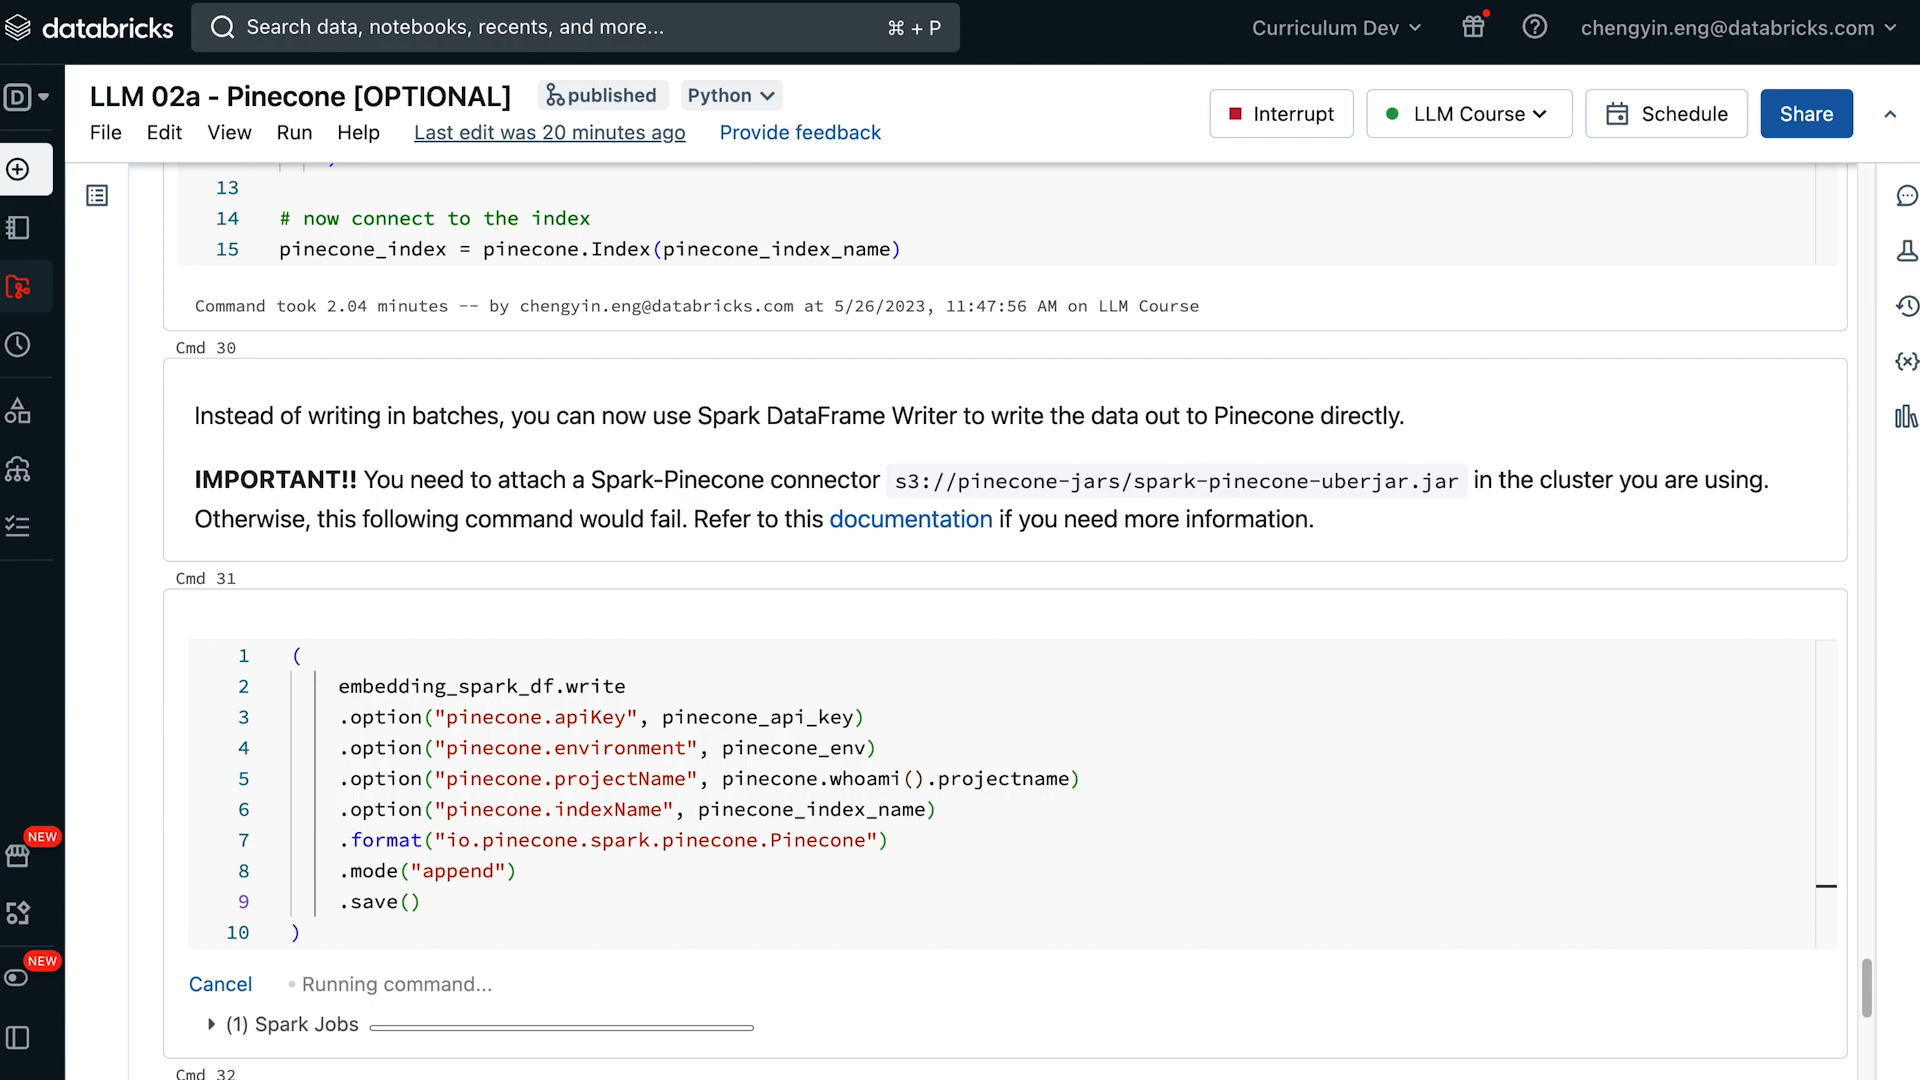 databricks
Search data, notebooks, recents, and more...
⌘ + P
Curriculum Dev
chengyin.eng@databricks.com
D
LLM 02a - Pinecone [OPTIONAL]
published
Python
File Edit View Run Help Last edit was 20 minutes ago Provide feedback
Interrupt
LLM Course
Schedule
Share
13
14 # now connect to the index
15 pinecone_index = pinecone.Index(pinecone_index_name)
Command took 2.04 minutes -- by chengyin.eng@databricks.com at 5/26/2023, 11:47:56 AM on LLM Course
Cmd 30
Instead of writing in batches, you can now use Spark DataFrame Writer to write the data out to Pinecone directly.
IMPORTANT!! You need to attach a Spark-Pinecone connector s3://pinecone-jars/spark-pinecone-uberjar.jar in the cluster you are using.
Otherwise, this following command would fail. Refer to this documentation if you need more information.
Cmd 31
1 (
2 embedding_spark_df.write
3 .option("pinecone.apiKey", pinecone_api_key)
4 .option("pinecone.environment", pinecone_env)
5 .option("pinecone.projectName", pinecone.whoami().projectname)
6 .option("pinecone.indexName", pinecone_index_name)
7 .format("io.pinecone.spark.pinecone.Pinecone")
8 .mode("append")
9 .save()
10 )
Cancel Running command...
(1) Spark Jobs
Cmd 32
NEW
NEW